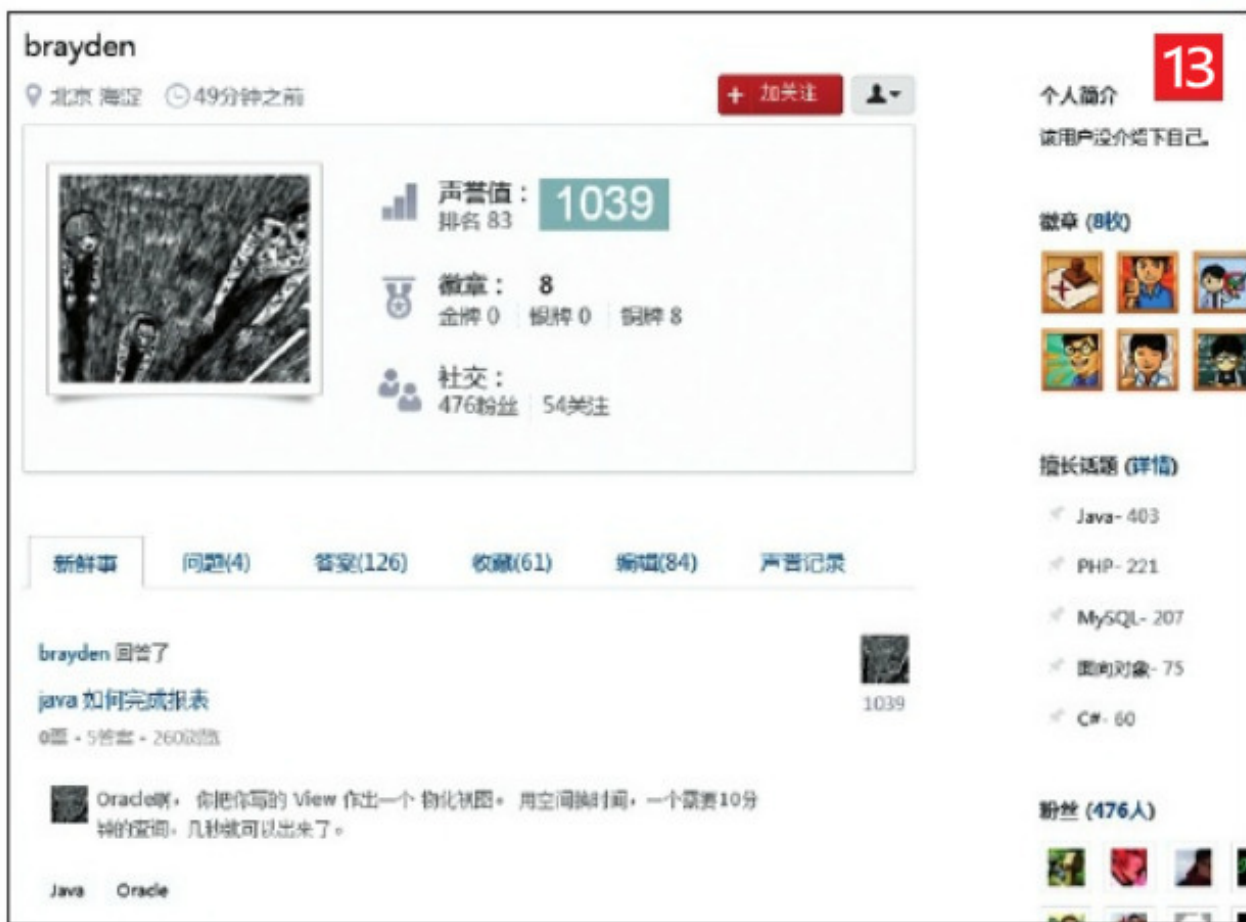 brayden
北京 海淀 49分钟之前
+ 加关注
声誉值： 1039
排名 83
徽章： 8
金牌 0 银牌 0 铜牌 8
社交：
476粉丝 54关注
新鲜事 问题(4) 答案(126) 收藏(61) 编辑(84) 声誉记录
brayden 回答了
java 如何完成报表
1039
0票 • 5答案 • 260浏览
Oracle啊， 你把你写的 View 作出一个 物化视图。 用空间换时间，一个需要10分
钟的查询，几秒就可以出来了。
Java Oracle
13
个人简介
该用户没介绍下自己。
徽章 (8枚)
擅长话题 (详情)
Java- 403
PHP- 221
MySQL- 207
面向对象- 75
C#- 60
粉丝 (476人)